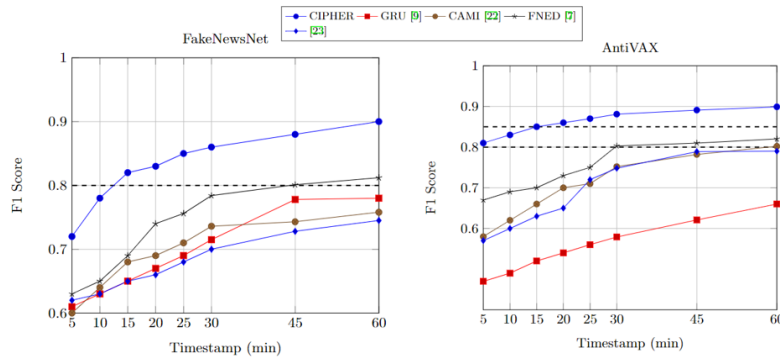 CIPHER GRU [9] CAMI [22] FNED [7]
[23]
FakeNewsNet
1
0.9
0.8
0.7
0.6
5 10 15 20 25 30 45 60
F1 Score
Timestamp (min)
AntiVAX
1
0.9
0.8
0.7
0.6
5 10 15 20 25 30 45 60
F1 Score
Timestamp (min)